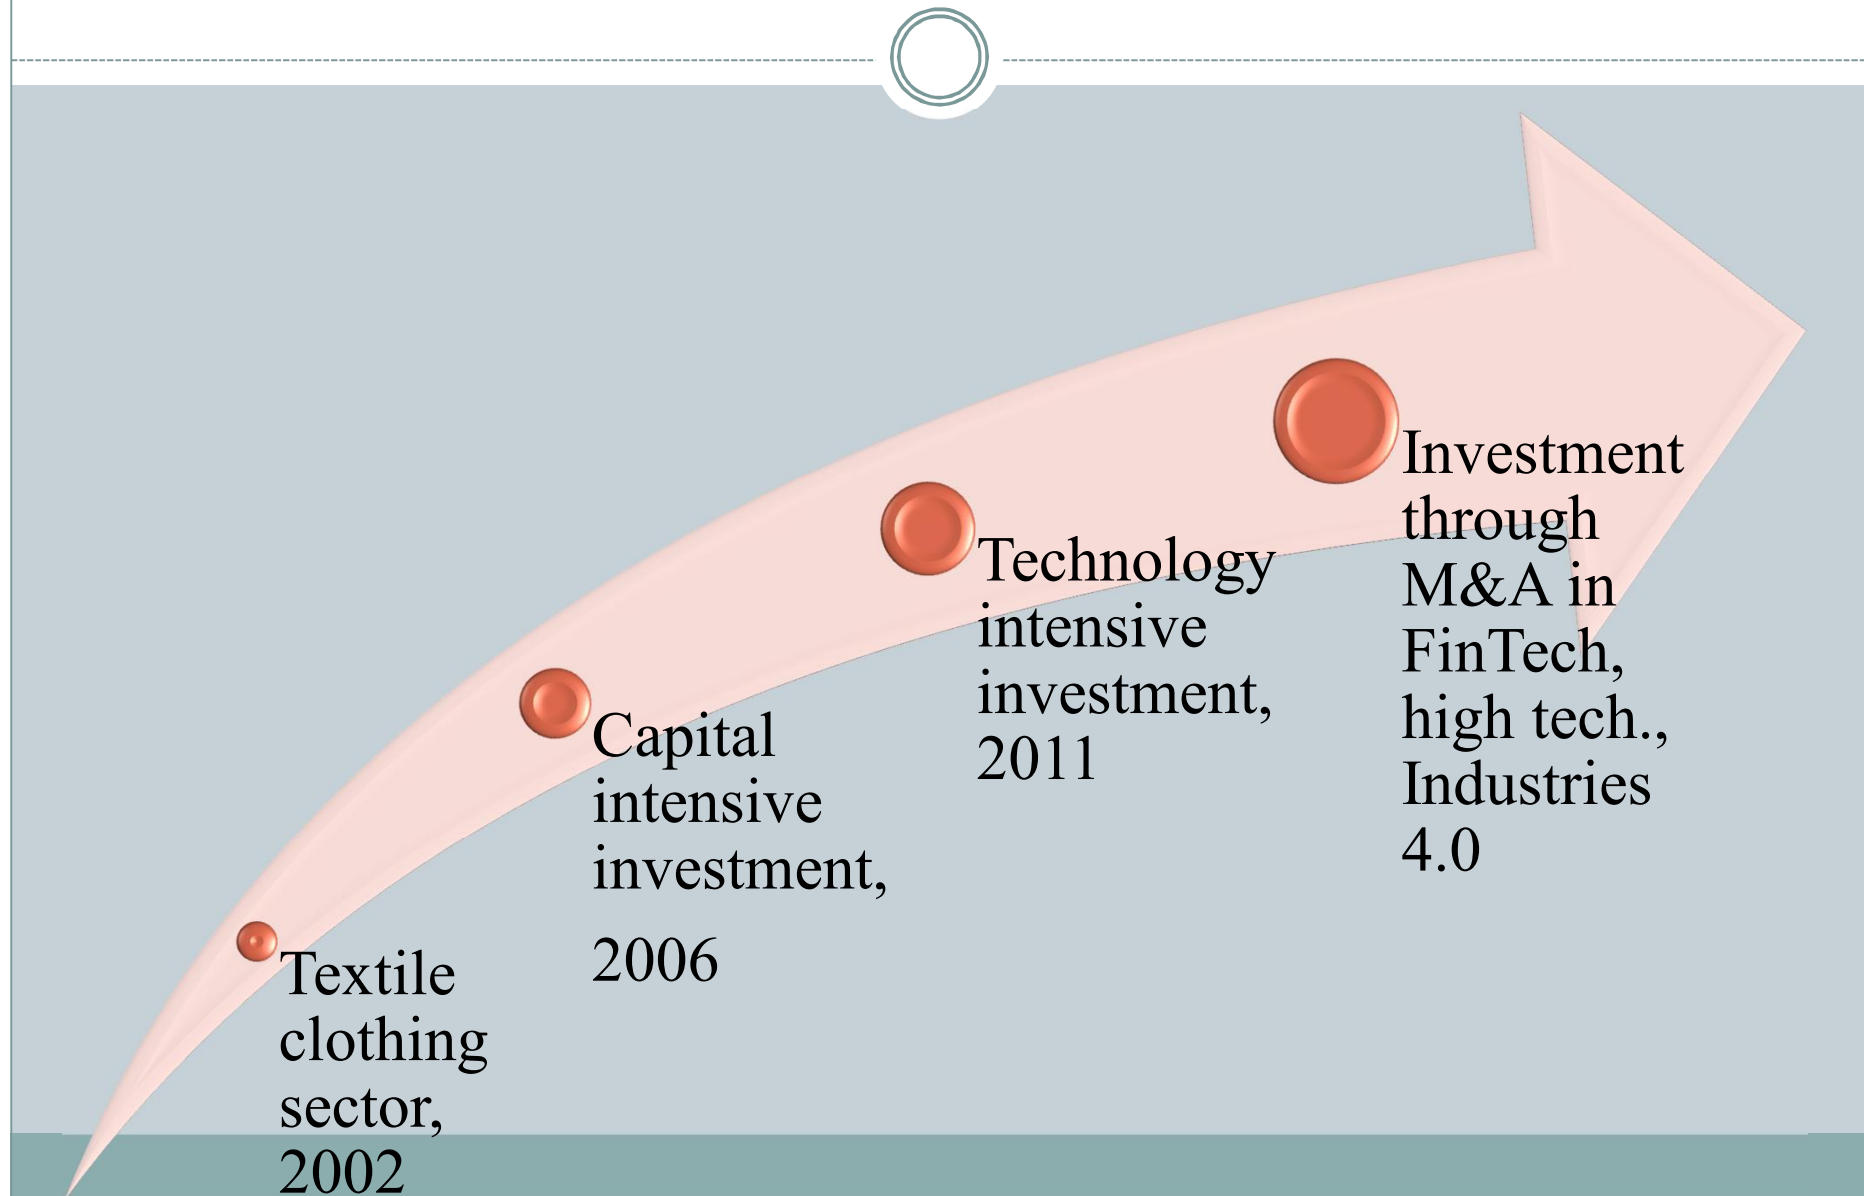 Textile
clothing
sector,
2002
Capital
intensive
investment,
2006
Technology
intensive
investment,
2011
Investment
through
M&A in
FinTech,
high tech.,
Industries
4.0